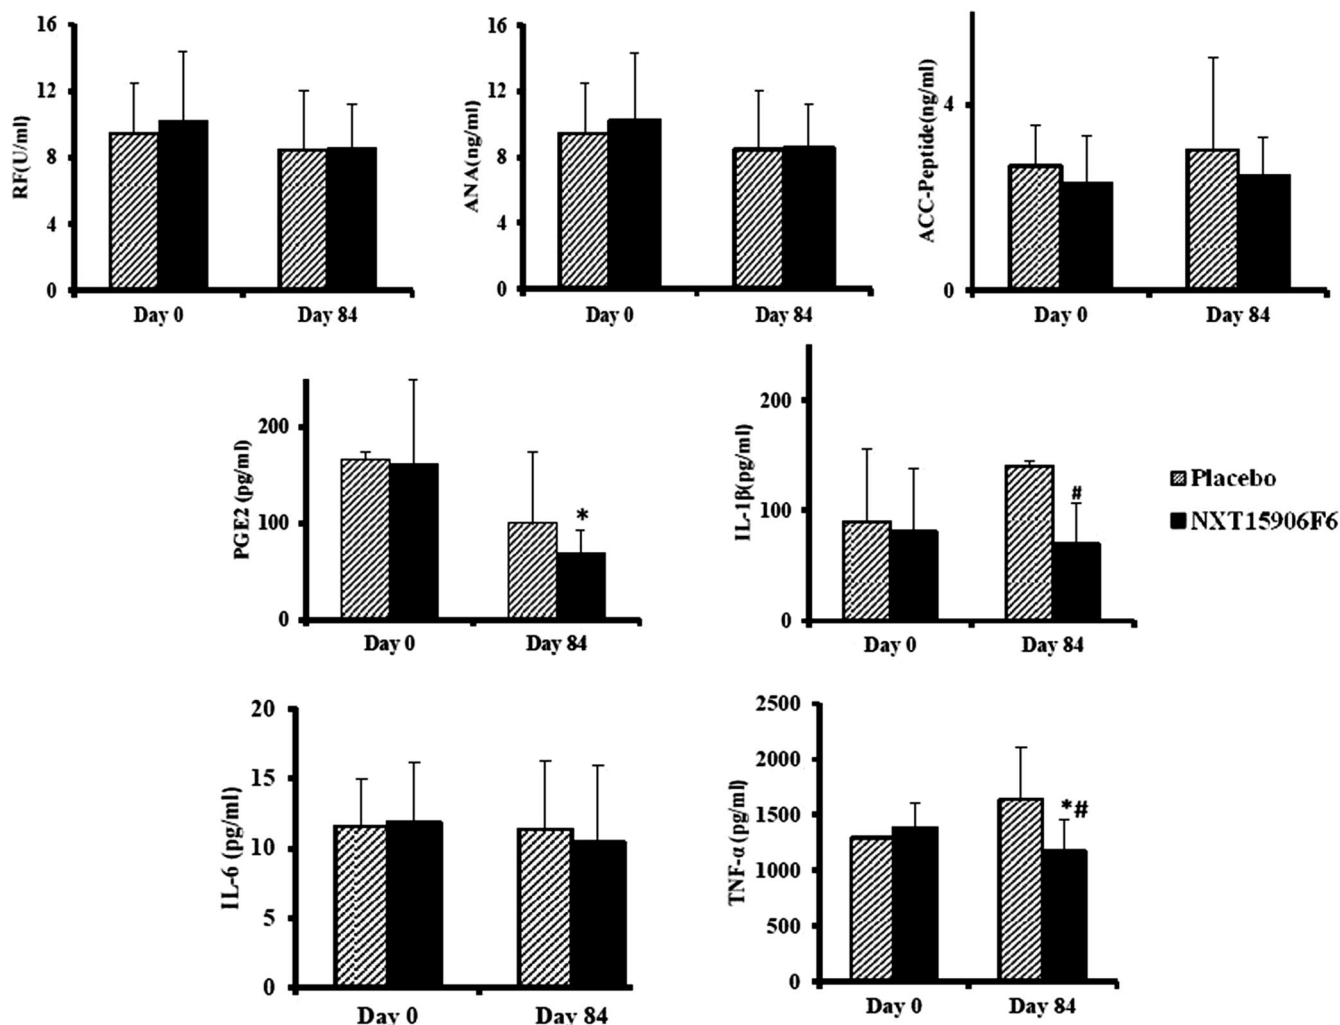 RF(U/ml)
16
12
8
4
0
Day 0
Day 84
ANA(ng/ml)
16
12
8
4
0
Day 0
Day 84
ACC-Peptide(ng/ml)
4
0
Day 0
Day 84
PGE2 (pg/ml)
200
100
0
*
Day 0
Day 84
IL-1β(pg/ml)
200
100
0
#
Day 0
Day 84
Placebo
NXT15906F6
IL-6 (pg/ml)
20
15
10
5
0
Day 0
Day 84
TNF-α (pg/ml)
2500
2000
1500
1000
500
0
*#
Day 0
Day 84